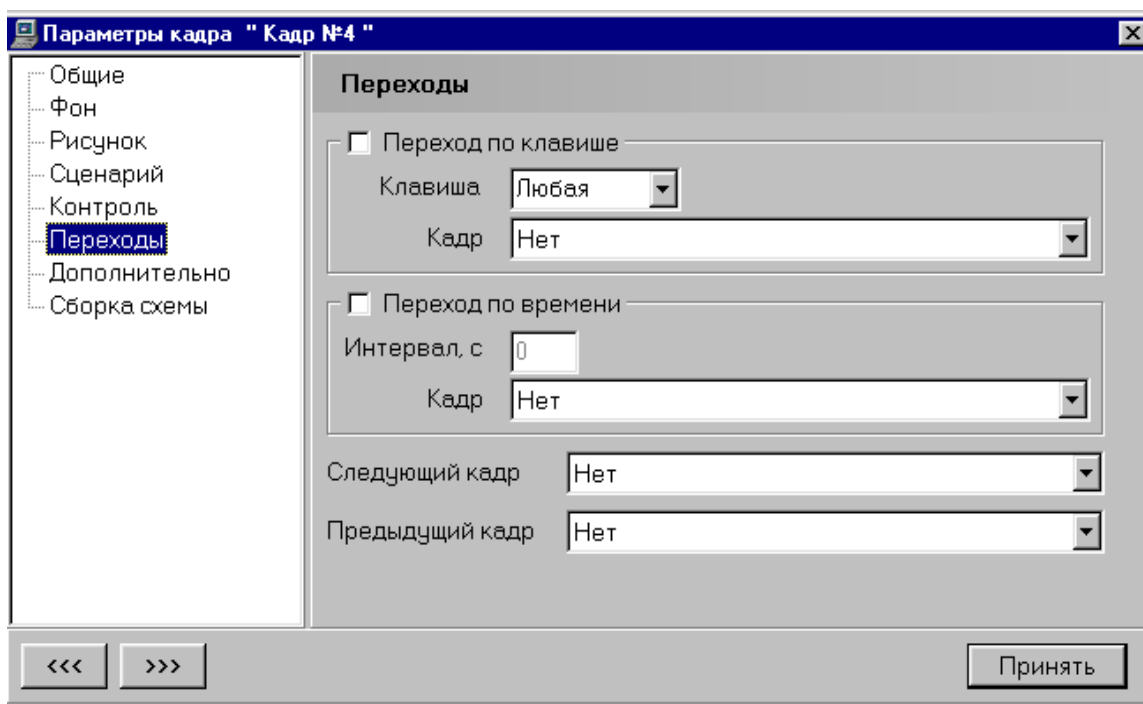 Параметры кадра " Кадр №4 "
Общие
Фон
Рисунок
Сценарий
Контроль
Переходы
Дополнительно
Сборка схемы
Переходы
Переход по клавише
Клавиша Любая
Кадр Нет
Переход по времени
Интервал, с 0
Кадр Нет
Следующий кадр Нет
Предыдущий кадр Нет
<<< >>> Принять